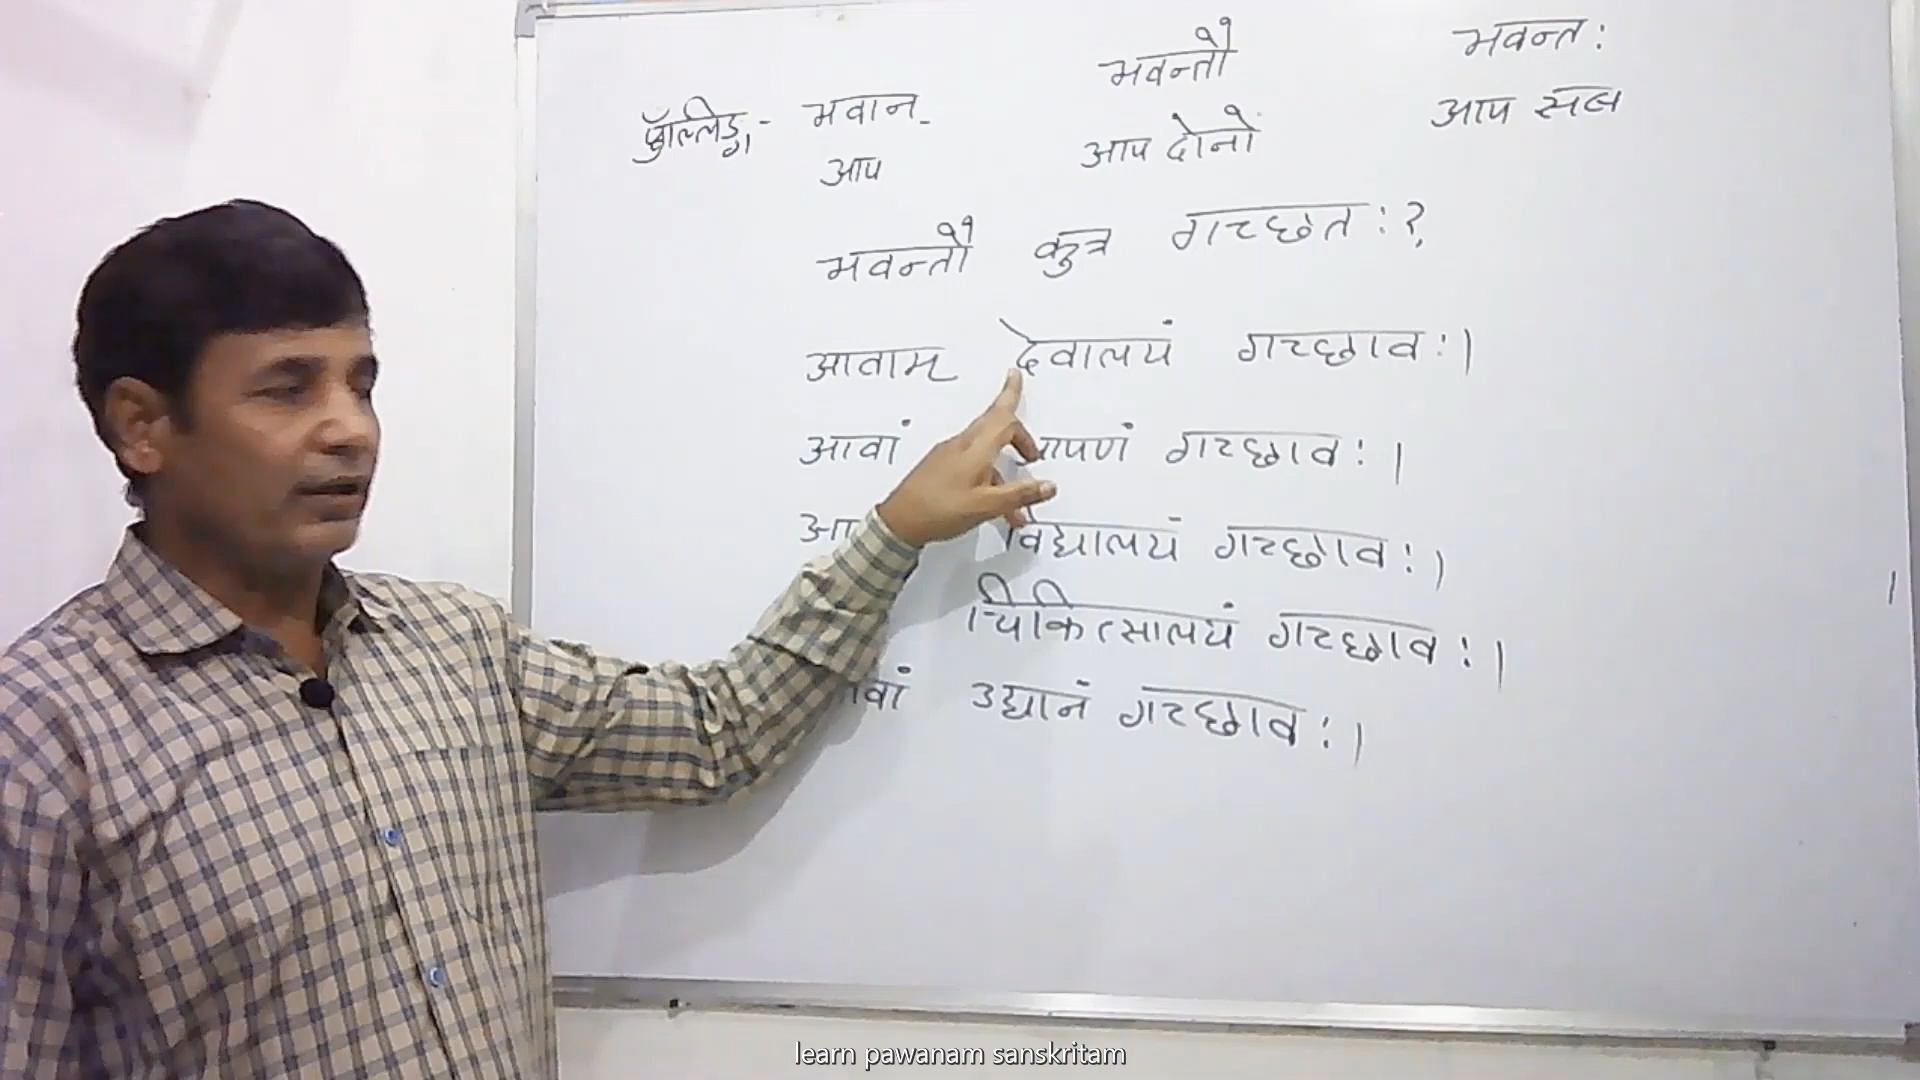 पुँल्लिङ्ग - भवान् भवन्तौ भवन्तः
आप आप दोनों आप सब
भवन्तौ कुत्र गच्छतः?
आवाम् देवालयं गच्छावः।
आवां आपणं गच्छावः।
विद्यालयं गच्छावः।
चिकित्सालयं गच्छावः।
उद्यानं गच्छावः।
learn pawanam sanskritam